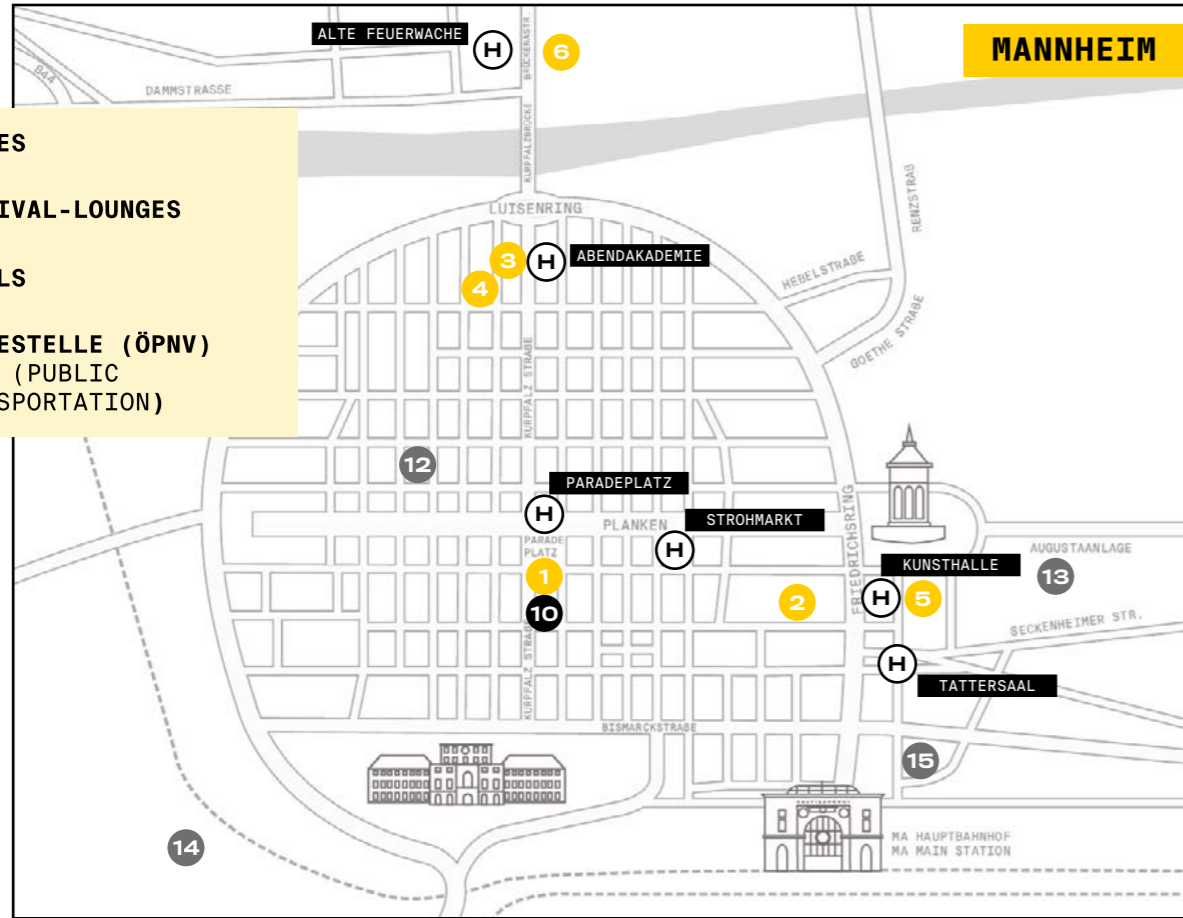 MANNHEIM
ALTE FEUERWACHE
H
6
BRÜCKENSTR.
B44
DAMMSTRASSE
KURPFALZBRÜCKE
ES
IVAL-LOUNGES
LS
ESTELLE (ÖPNV)
(PUBLIC
SPORTATION)
LUISENRING
RENZSTRAß
3
H
ABENDAKADEMIE
4
HEBELSTRAßE
GOETHE STRAßE
KURPFALZ STRAßE
12
PARADEPLATZ
H
PLANKEN
STROHMARKT
H
FRIEDRICHSRING
PARADE
PLATZ
AUGUSTAANLAGE
KUNSTHALLE
1
2
H
5
13
10
SECKENHEIMER STR.
KURPFALZ STRAßE
H
TATTERSAAL
BISMARCKSTRAßE
15
HAUPTBAHNHOF
14
MA HAUPTBAHNHOF
MA MAIN STATION